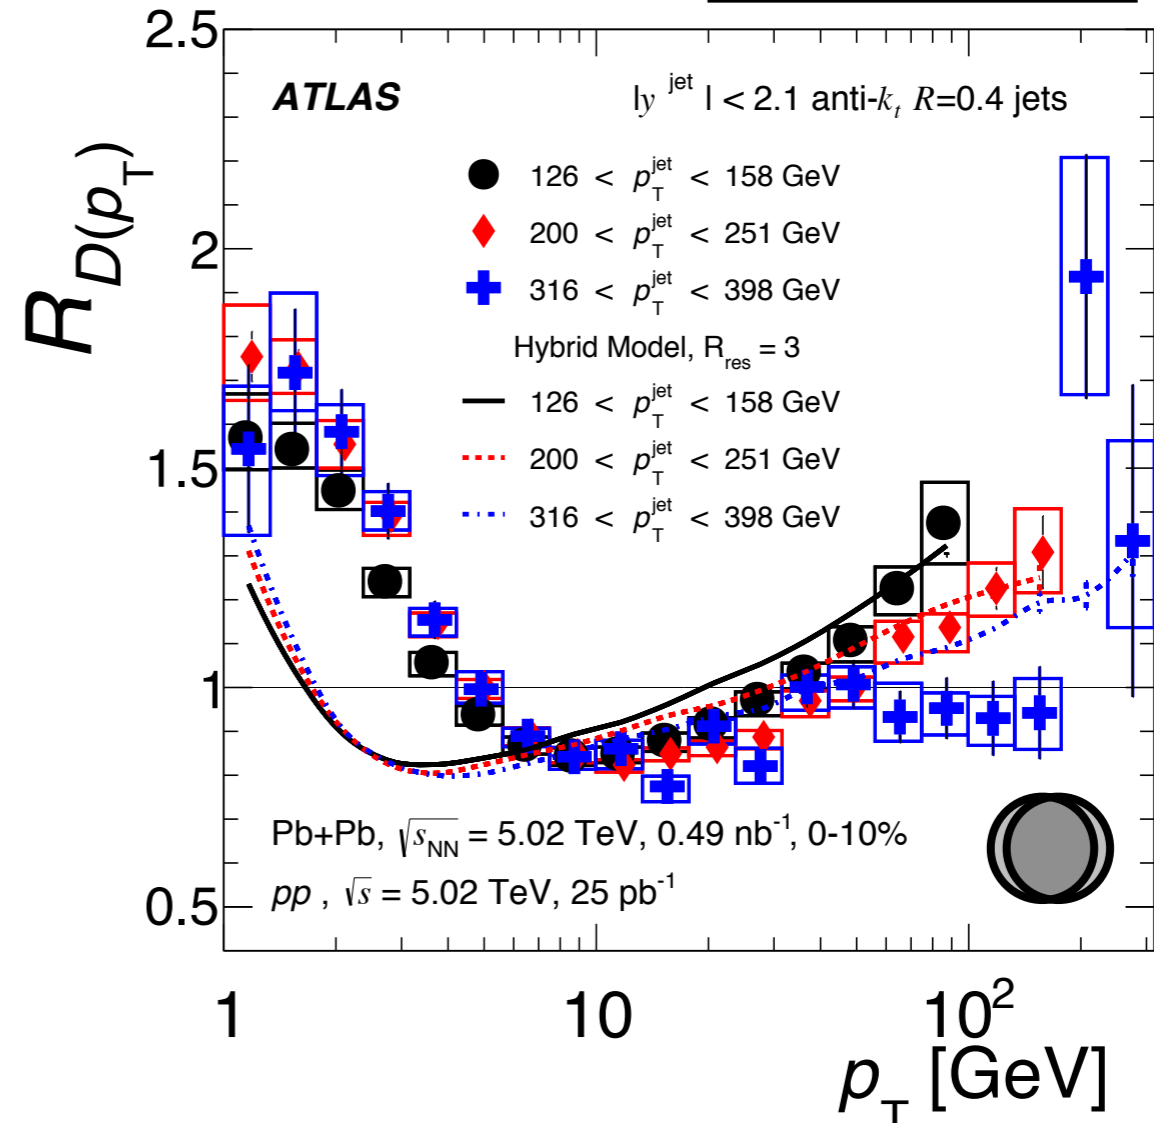 2.5
ATLAS
|y^jet| < 2.1 anti-k_t R=0.4 jets
R_D(p_T)
126 < p_T^jet < 158 GeV
200 < p_T^jet < 251 GeV
316 < p_T^jet < 398 GeV
2
Hybrid Model, R_res = 3
126 < p_T^jet < 158 GeV
200 < p_T^jet < 251 GeV
316 < p_T^jet < 398 GeV
1.5
1
Pb+Pb, √s_NN = 5.02 TeV, 0.49 nb^-1, 0-10%
pp , √s = 5.02 TeV, 25 pb^-1
0.5
1 10 10^2
p_T [GeV]